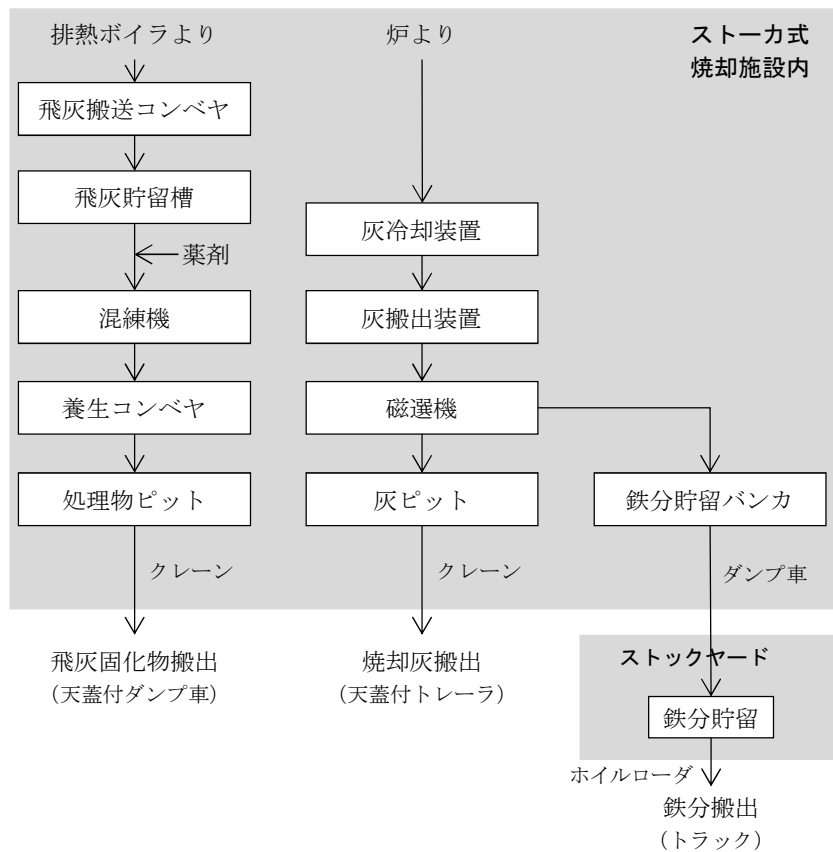 排熱ボイラより
炉より
ストーカ式
焼却施設内
飛灰搬送コンベヤ
飛灰貯留槽
灰冷却装置
薬剤
混練機
灰搬出装置
養生コンベヤ
磁選機
処理物ピット
灰ピット
鉄分貯留バンカ
クレーン
クレーン
ダンプ車
飛灰固化物搬出
(天蓋付ダンプ車)
焼却灰搬出
(天蓋付トレーラ)
ストックヤード
鉄分貯留
ホイルローダ
鉄分搬出
(トラック)